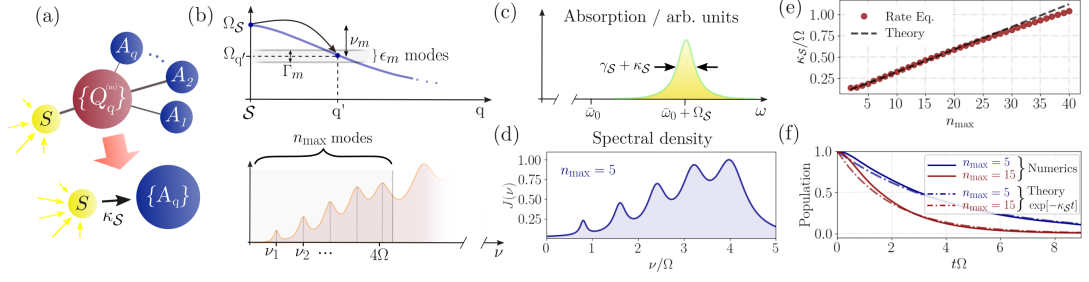 (a)
A_q
A_2
A_1
{Q_q^(m)}
S
S
κ_S
{A_q}
(b)
Ω_S
Ω_q'
ν_m
Γ_m
}ϵ_m modes
S
q'
q
n_max modes
ν_1
ν_2
...
4Ω
ν
(c)
Absorption / arb. units
γ_S + κ_S
ω̄_0
ω̄_0 + Ω_S
ω
(d)
Spectral density
n_max = 5
J(ν)
1.00
0.75
0.50
0.25
0
1
2
3
4
5
ν/Ω
(e)
κ_S/Ω
1.00
0.75
0.50
0.25
Rate Eq.
Theory
5
10
15
20
25
30
35
40
n_max
(f)
Population
1.0
0.5
0.0
n_max = 5
n_max = 15
} Numerics
n_max = 5
n_max = 15
} Theory
exp[−κ_S t]
0
2
4
6
8
tΩ